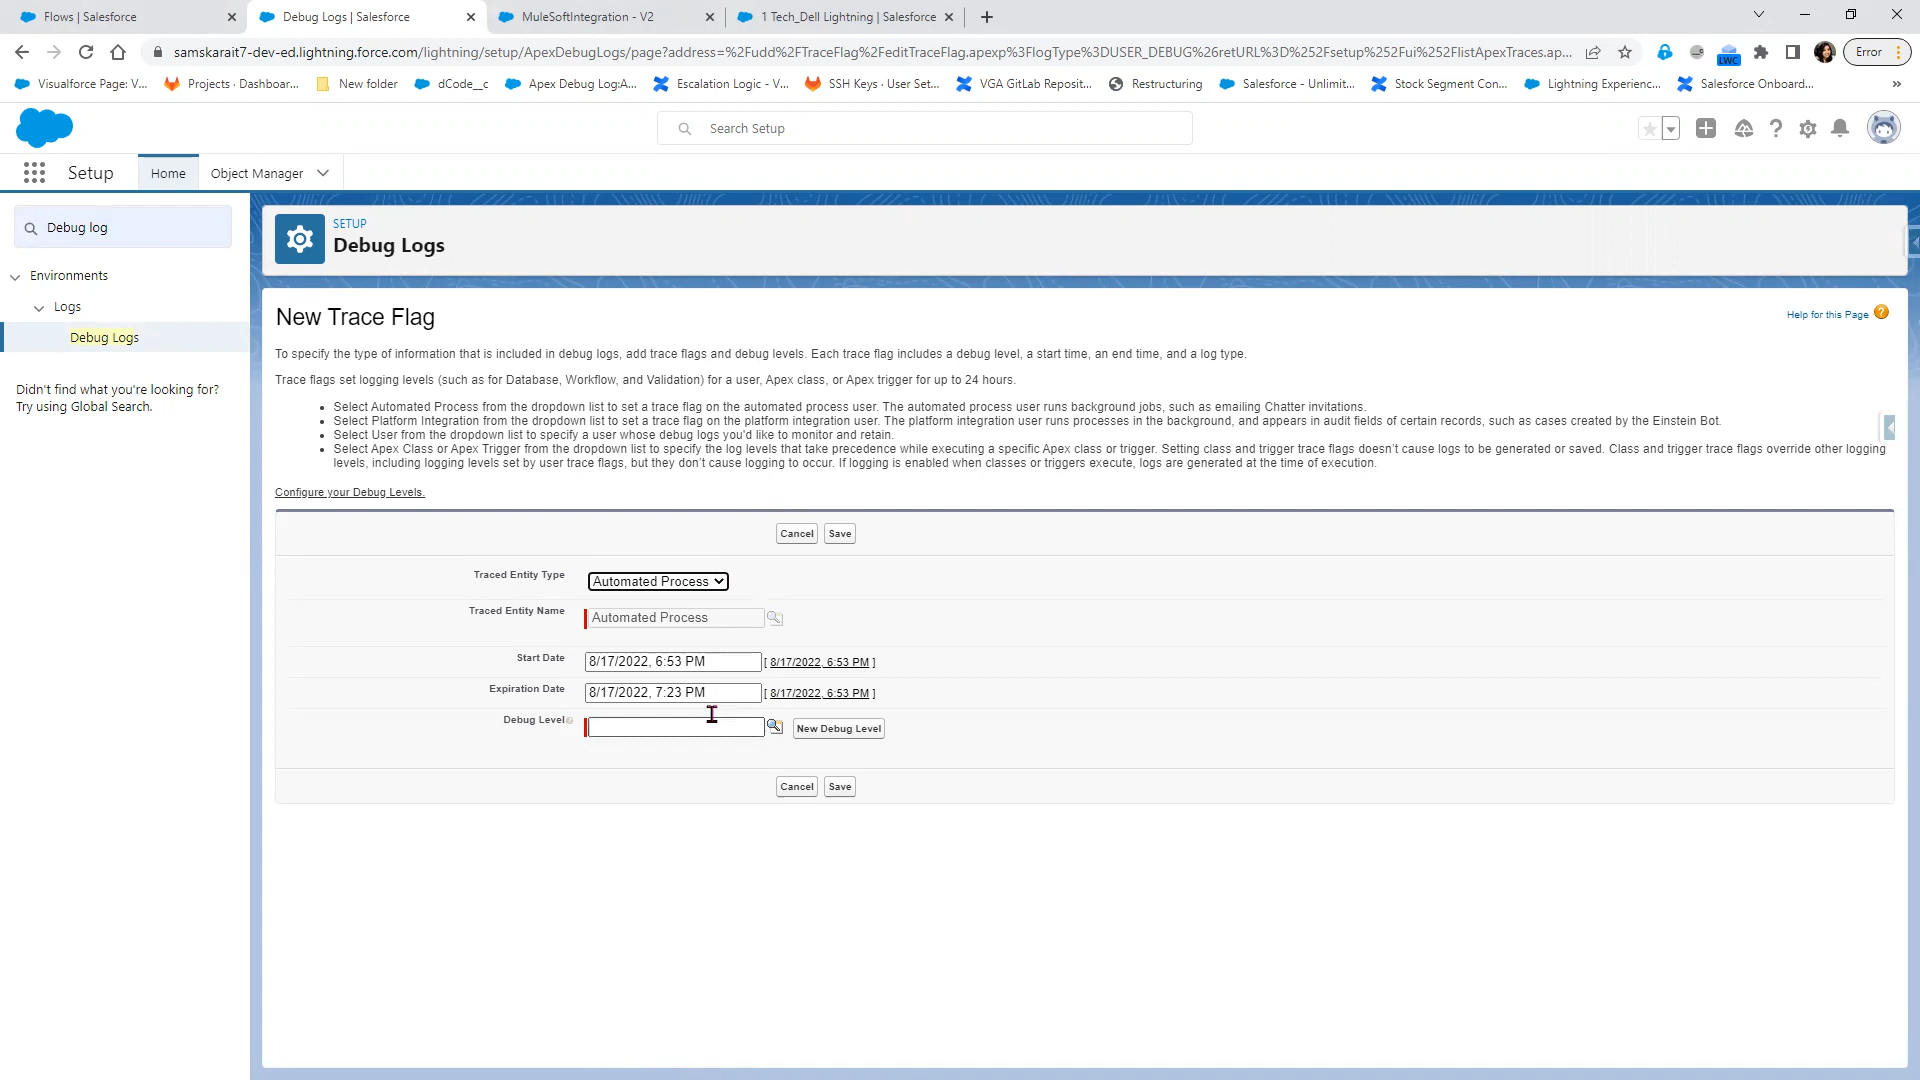 Flows | Salesforce
Debug Logs | Salesforce
MuleSoftIntegration - V2
1 Tech_Dell Lightning | Salesforce
samskarait7-dev-ed.lightning.force.com/lightning/setup/ApexDebugLogs/page?address=%2Fudd%2FTraceFlag%2FeditTraceFlag.apexp%3FlogType%3DUSER_DEBUG%26retURL%3D%252Fsetup%252Fui%252FlistApexTraces.ap...
LWC
Error
Visualforce Page: V...
Projects · Dashboar...
New folder
dCode__c
Apex Debug Log:A...
Escalation Logic - V...
SSH Keys · User Set...
VGA GitLab Reposit...
Restructuring
Salesforce - Unlimit...
Stock Segment Con...
Lightning Experienc...
Salesforce Onboard...
Search Setup
Setup
Home
Object Manager
Debug log
Environments
Logs
Debug Logs
Didn't find what you're looking for?
Try using Global Search.
SETUP
Debug Logs
New Trace Flag
Help for this Page
To specify the type of information that is included in debug logs, add trace flags and debug levels. Each trace flag includes a debug level, a start time, an end time, and a log type.
Trace flags set logging levels (such as for Database, Workflow, and Validation) for a user, Apex class, or Apex trigger for up to 24 hours.
• Select Automated Process from the dropdown list to set a trace flag on the automated process user. The automated process user runs background jobs, such as emailing Chatter invitations.
• Select Platform Integration from the dropdown list to set a trace flag on the platform integration user. The platform integration user runs processes in the background, and appears in audit fields of certain records, such as cases created by the Einstein Bot.
• Select User from the dropdown list to specify a user whose debug logs you'd like to monitor and retain.
• Select Apex Class or Apex Trigger from the dropdown list to specify the log levels that take precedence while executing a specific Apex class or trigger. Setting class and trigger trace flags doesn't cause logs to be generated or saved. Class and trigger trace flags override other logging
levels, including logging levels set by user trace flags, but they don't cause logging to occur. If logging is enabled when classes or triggers execute, logs are generated at the time of execution.
Configure your Debug Levels.
Cancel Save
Traced Entity Type Automated Process
Traced Entity Name Automated Process
Start Date 8/17/2022, 6:53 PM [ 8/17/2022, 6:53 PM ]
Expiration Date 8/17/2022, 7:23 PM [ 8/17/2022, 6:53 PM ]
Debug Level New Debug Level
Cancel Save